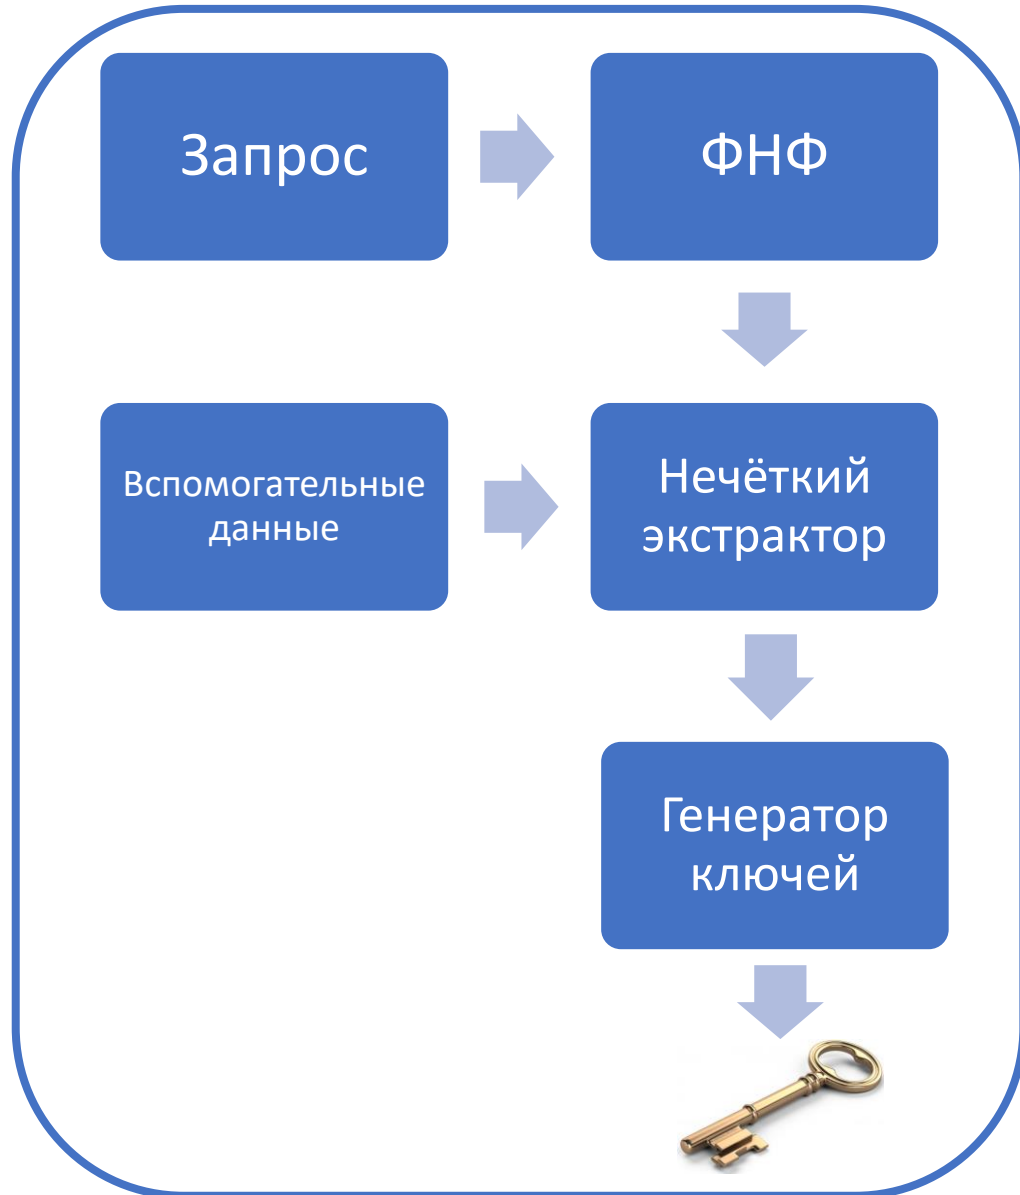 Запрос
ФНФ
Вспомогательные
данные
Нечёткий
экстрактор
Генератор
ключей